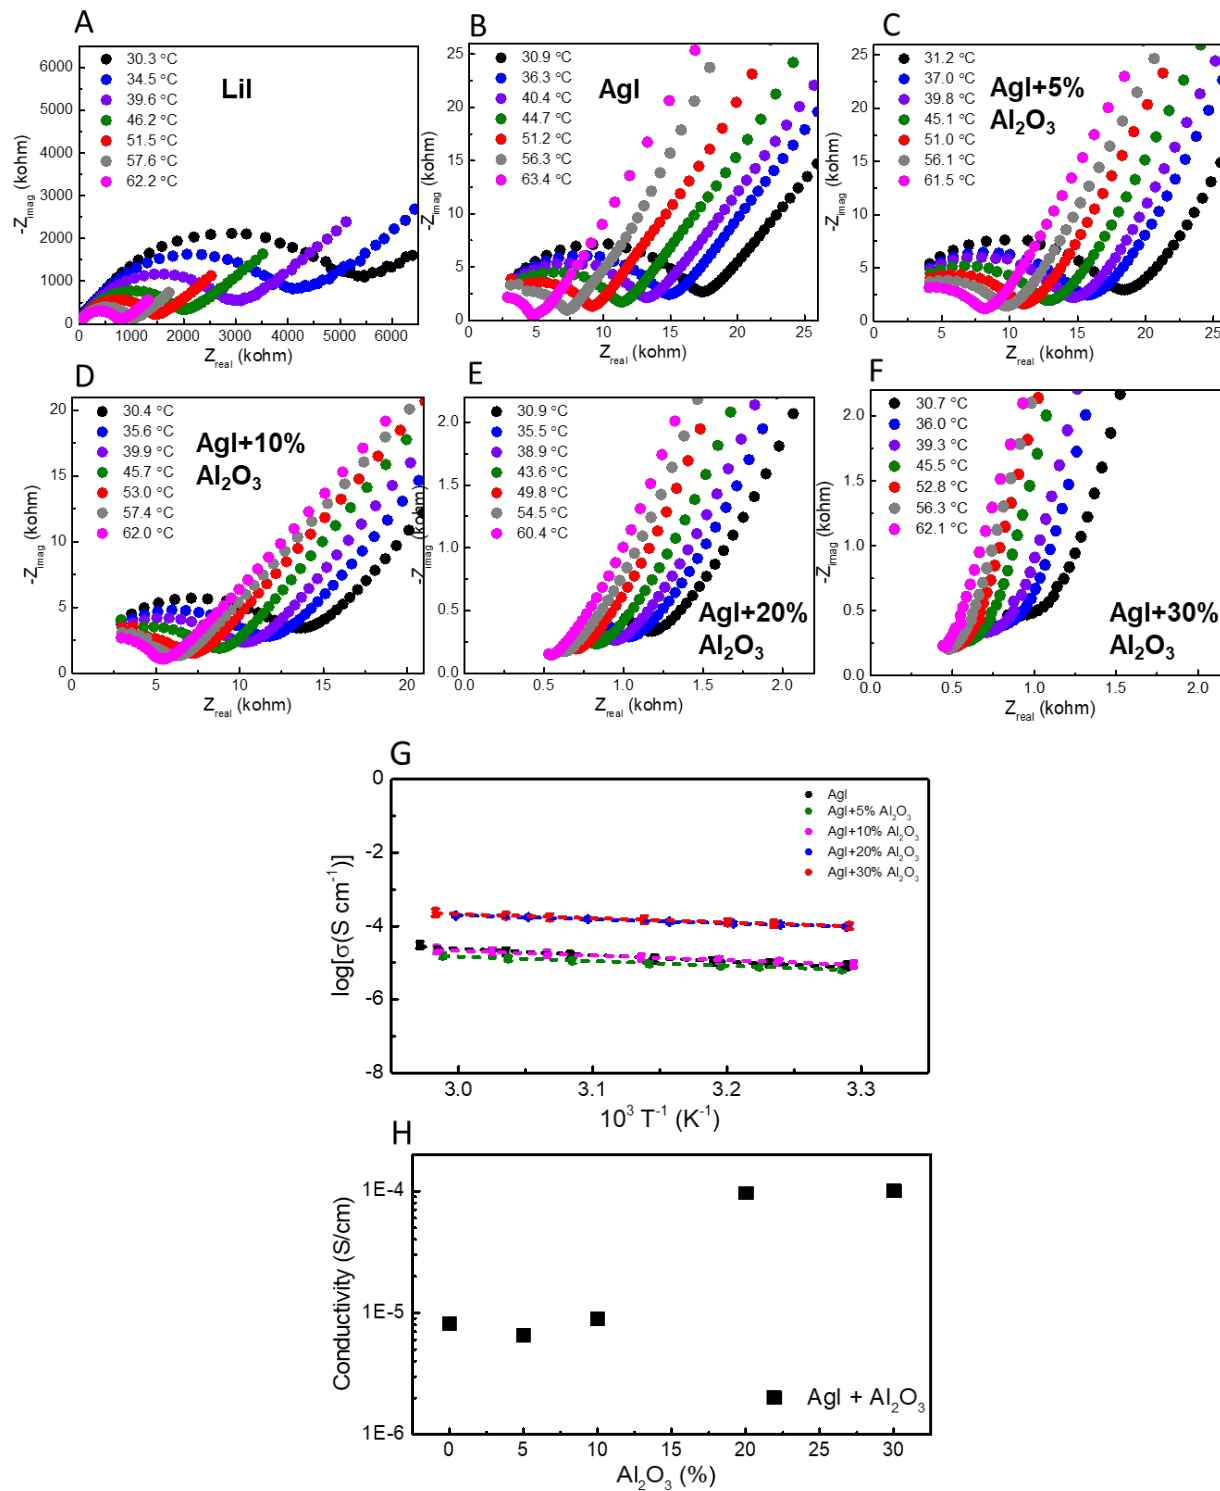 A
6500
6000
5000
4000
3000
2000
1000
0
-Z_imag (kohm)
30.3 °C
34.5 °C
39.6 °C
46.2 °C
51.5 °C
57.6 °C
62.2 °C
LiI
0 500 1000 2000 3000 4000 5000 6000
Z_real (kohm)
B
25
20
15
10
5
0
-Z_imag (kohm)
30.9 °C
36.3 °C
40.4 °C
44.7 °C
51.2 °C
56.3 °C
63.4 °C
AgI
0 5 10 15 20 25
Z_real (kohm)
C
25
20
15
10
5
0
-Z_imag (kohm)
31.2 °C
37.0 °C
39.8 °C
45.1 °C
51.0 °C
56.1 °C
61.5 °C
AgI+5%
Al₂O₃
0 5 10 15 20 25
Z_real (kohm)
D
20
15
10
5
0
-Z_imag (kohm)
30.4 °C
35.6 °C
39.9 °C
45.7 °C
53.0 °C
57.4 °C
62.0 °C
AgI+10%
Al₂O₃
0 5 10 15 20
Z_real (kohm)
E
2.0
1.5
1.0
0.5
0.0
-Z_imag (kohm)
30.9 °C
35.5 °C
38.9 °C
43.6 °C
49.8 °C
54.5 °C
60.4 °C
AgI+20%
Al₂O₃
0.0 0.5 1.0 1.5 2.0
Z_real (kohm)
F
2.0
1.5
1.0
0.5
0.0
-Z_imag (kohm)
30.7 °C
36.0 °C
39.3 °C
45.5 °C
52.8 °C
56.3 °C
62.1 °C
AgI+30%
Al₂O₃
0.0 0.5 1.0 1.5 2.0
Z_real (kohm)
G
0
-2
-4
-6
-8
log[σ(S cm⁻¹)]
AgI
AgI+5% Al₂O₃
AgI+10% Al₂O₃
AgI+20% Al₂O₃
AgI+30% Al₂O₃
3.0 3.1 3.2 3.3
10³ T⁻¹ (K⁻¹)
H
1E-4
1E-5
1E-6
Conductivity (S/cm)
AgI + Al₂O₃
0 5 10 15 20 25 30
Al₂O₃ (%)